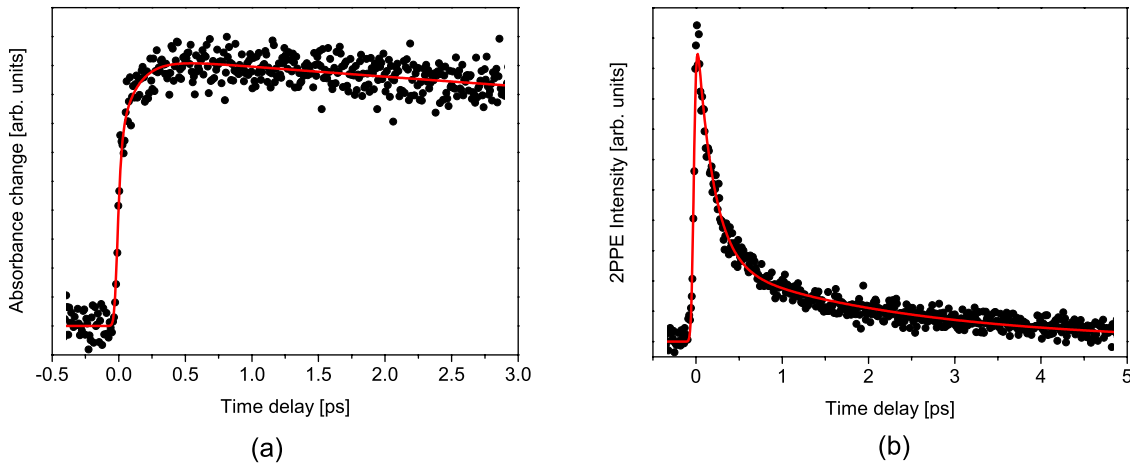 Absorbance change [arb. units]
-0.5 0.0 0.5 1.0 1.5 2.0 2.5 3.0
Time delay [ps]
(a)
2PPE Intensity [arb. units]
0 1 2 3 4 5
Time delay [ps]
(b)